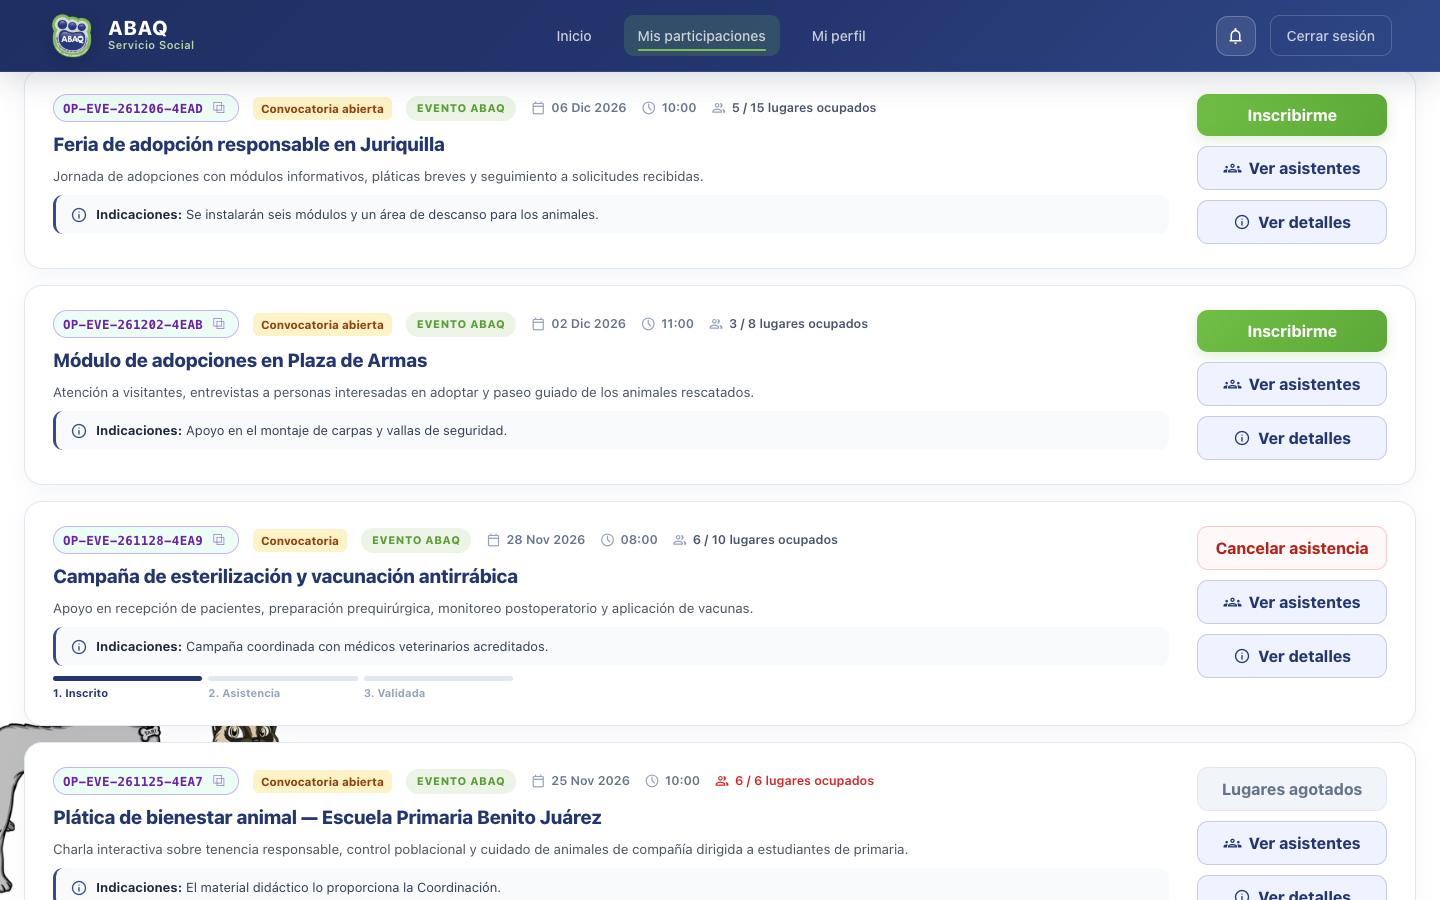 ABAQ
ABAQ
Servicio Social
Inicio
Mis participaciones
Mi perfil
Cerrar sesión
OP-EVE-261206-4EAD
Convocatoria abierta
EVENTO ABAQ
06 Dic 2026
10:00
5 / 15 lugares ocupados
Feria de adopción responsable en Juriquilla
Jornada de adopciones con módulos informativos, pláticas breves y seguimiento a solicitudes recibidas.
Indicaciones: Se instalarán seis módulos y un área de descanso para los animales.
Inscribirme
Ver asistentes
Ver detalles
OP-EVE-261202-4EAB
Convocatoria abierta
EVENTO ABAQ
02 Dic 2026
11:00
3 / 8 lugares ocupados
Módulo de adopciones en Plaza de Armas
Atención a visitantes, entrevistas a personas interesadas en adoptar y paseo guiado de los animales rescatados.
Indicaciones: Apoyo en el montaje de carpas y vallas de seguridad.
Inscribirme
Ver asistentes
Ver detalles
OP-EVE-261128-4EA9
Convocatoria
EVENTO ABAQ
28 Nov 2026
08:00
6 / 10 lugares ocupados
Campaña de esterilización y vacunación antirrábica
Apoyo en recepción de pacientes, preparación prequirúrgica, monitoreo postoperatorio y aplicación de vacunas.
Indicaciones: Campaña coordinada con médicos veterinarios acreditados.
1. Inscrito
2. Asistencia
3. Validada
Cancelar asistencia
Ver asistentes
Ver detalles
OP-EVE-261125-4EA7
Convocatoria abierta
EVENTO ABAQ
25 Nov 2026
10:00
6 / 6 lugares ocupados
Plática de bienestar animal — Escuela Primaria Benito Juárez
Charla interactiva sobre tenencia responsable, control poblacional y cuidado de animales de compañía dirigida a estudiantes de primaria.
Indicaciones: El material didáctico lo proporciona la Coordinación.
Lugares agotados
Ver asistentes
Ver detalles